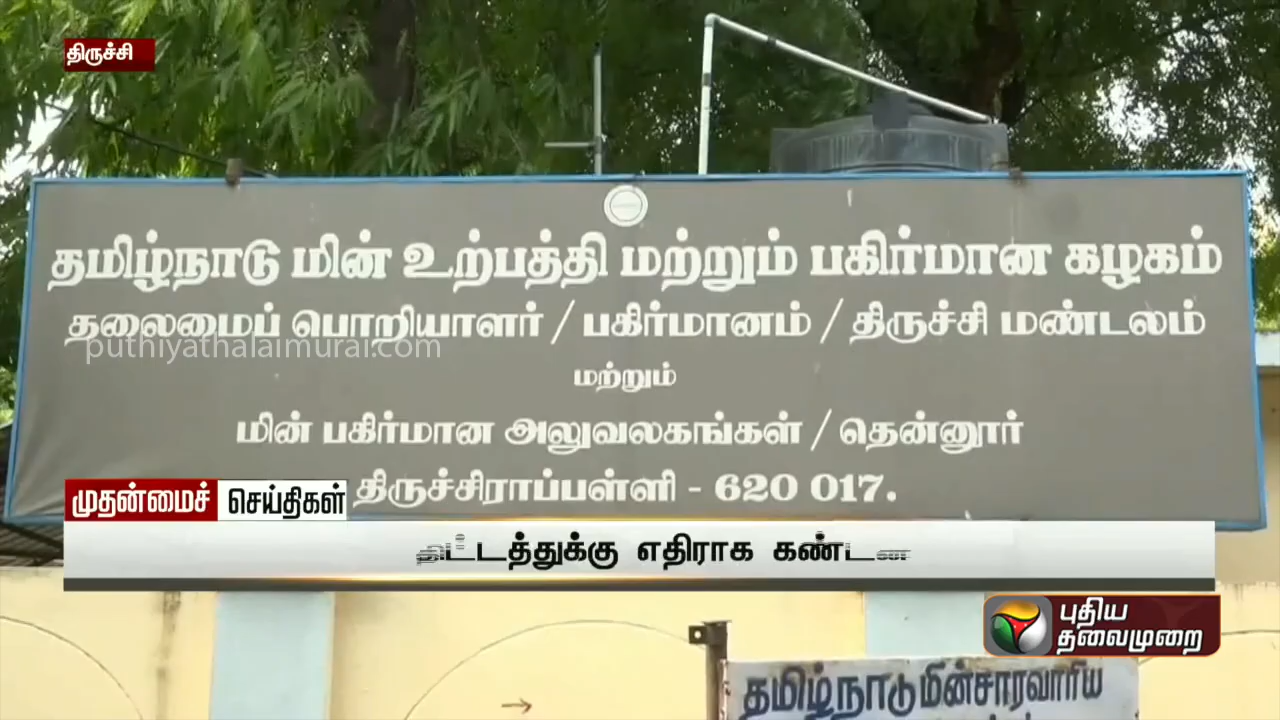 திருச்சி
தமிழ்நாடு மின் உற்பத்தி மற்றும் பகிர்மான கழகம்
தலைமைப் பொறியாளர் / பகிர்மானம் / திருச்சி மண்டலம்
puthiyathalaimurai.com
மற்றும்
மின் பகிர்மான அலுவலகங்கள் / தென்னூர்
திருச்சிராப்பள்ளி - 620 017.
முதன்மைச் செய்திகள்
திட்டத்துக்கு எதிராக
புதிய
தலைமுறை
தமிழ்நாடு மின்சாரவாரிய